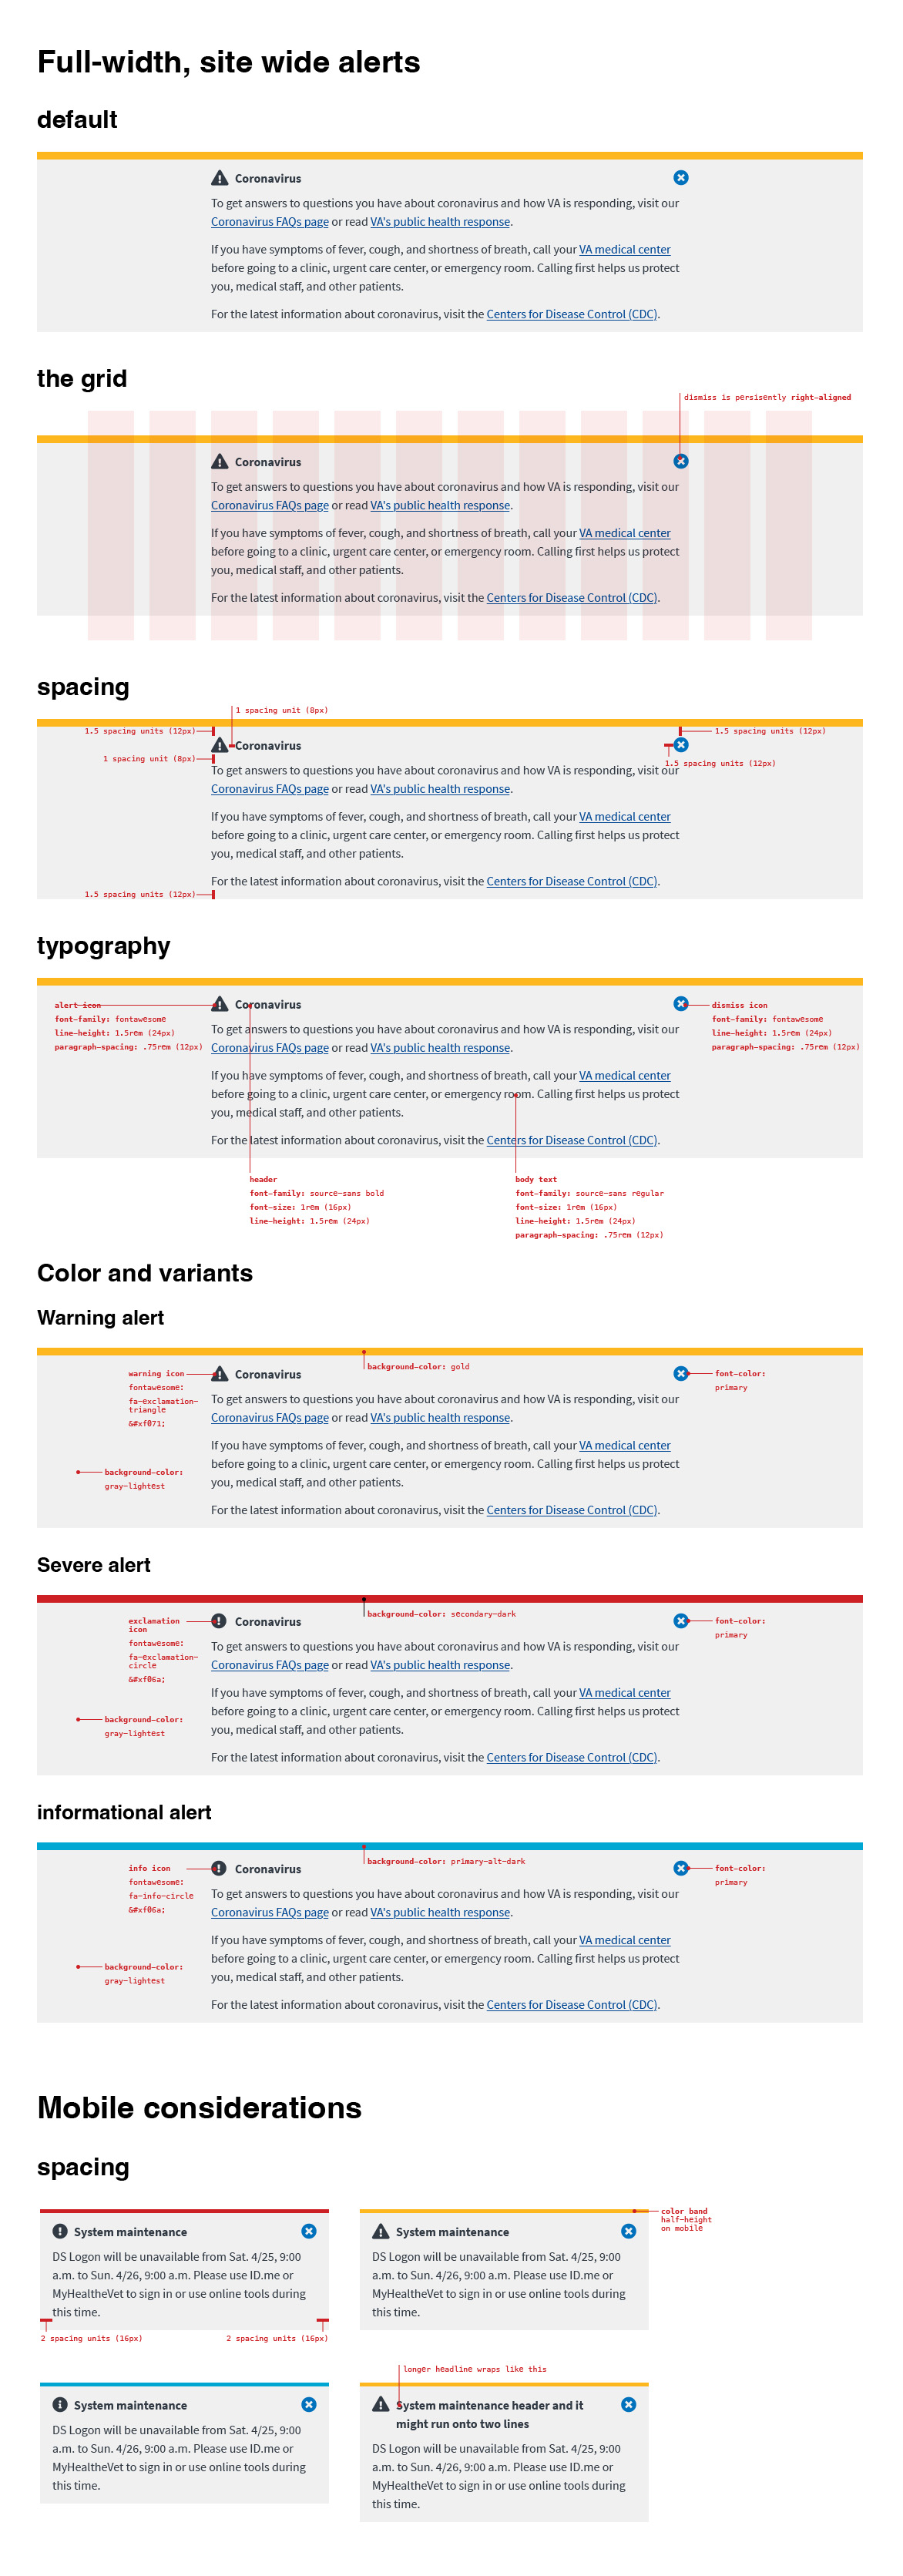 Full-width, site wide alerts
default
Coronavirus
To get answers to questions you have about coronavirus and how VA is responding, visit our
Coronavirus FAQs page or read VA's public health response.
If you have symptoms of fever, cough, and shortness of breath, call your VA medical center
before going to a clinic, urgent care center, or emergency room. Calling first helps us protect
you, medical staff, and other patients.
For the latest information about coronavirus, visit the Centers for Disease Control (CDC).
the grid
dismiss is persisently right-aligned
Coronavirus
To get answers to questions you have about coronavirus and how VA is responding, visit our
Coronavirus FAQs page or read VA's public health response.
If you have symptoms of fever, cough, and shortness of breath, call your VA medical center
before going to a clinic, urgent care center, or emergency room. Calling first helps us protect
you, medical staff, and other patients.
For the latest information about coronavirus, visit the Centers for Disease Control (CDC).
spacing
1 spacing unit (8px)
1.5 spacing units (12px)
1.5 spacing units (12px)
Coronavirus
1 spacing unit (8px)
1.5 spacing units (12px)
To get answers to questions you have about coronavirus and how VA is responding, visit our
Coronavirus FAQs page or read VA's public health response.
If you have symptoms of fever, cough, and shortness of breath, call your VA medical center
before going to a clinic, urgent care center, or emergency room. Calling first helps us protect
you, medical staff, and other patients.
For the latest information about coronavirus, visit the Centers for Disease Control (CDC).
1.5 spacing units (12px)
typography
alert icon
font-family: fontawesome
line-height: 1.5rem (24px)
paragraph-spacing: .75rem (12px)
Coronavirus
To get answers to questions you have about coronavirus and how VA is responding, visit our
Coronavirus FAQs page or read VA's public health response.
If you have symptoms of fever, cough, and shortness of breath, call your VA medical center
before going to a clinic, urgent care center, or emergency room. Calling first helps us protect
you, medical staff, and other patients.
For the latest information about coronavirus, visit the Centers for Disease Control (CDC).
dismiss icon
font-family: fontawesome
line-height: 1.5rem (24px)
paragraph-spacing: .75rem (12px)
header
font-family: source-sans bold
font-size: 1rem (16px)
line-height: 1.5rem (24px)
body text
font-family: source-sans regular
font-size: 1rem (16px)
line-height: 1.5rem (24px)
paragraph-spacing: .75rem (12px)
Color and variants
Warning alert
background-color: gold
warning icon
fontawesome:
fa-exclamation-
triangle
&#xf071;
background-color:
gray-lightest
Coronavirus
To get answers to questions you have about coronavirus and how VA is responding, visit our
Coronavirus FAQs page or read VA's public health response.
If you have symptoms of fever, cough, and shortness of breath, call your VA medical center
before going to a clinic, urgent care center, or emergency room. Calling first helps us protect
you, medical staff, and other patients.
For the latest information about coronavirus, visit the Centers for Disease Control (CDC).
font-color:
primary
Severe alert
background-color: secondary-dark
exclamation
icon
fontawesome:
fa-exclamation-
circle
&#xf06a;
background-color:
gray-lightest
Coronavirus
To get answers to questions you have about coronavirus and how VA is responding, visit our
Coronavirus FAQs page or read VA's public health response.
If you have symptoms of fever, cough, and shortness of breath, call your VA medical center
before going to a clinic, urgent care center, or emergency room. Calling first helps us protect
you, medical staff, and other patients.
For the latest information about coronavirus, visit the Centers for Disease Control (CDC).
font-color:
primary
informational alert
background-color: primary-alt-dark
info icon
fontawesome:
fa-info-circle
&#xf06a;
background-color:
gray-lightest
Coronavirus
To get answers to questions you have about coronavirus and how VA is responding, visit our
Coronavirus FAQs page or read VA's public health response.
If you have symptoms of fever, cough, and shortness of breath, call your VA medical center
before going to a clinic, urgent care center, or emergency room. Calling first helps us protect
you, medical staff, and other patients.
For the latest information about coronavirus, visit the Centers for Disease Control (CDC).
font-color:
primary
Mobile considerations
spacing
System maintenance
DS Logon will be unavailable from Sat. 4/25, 9:00
a.m. to Sun. 4/26, 9:00 a.m. Please use ID.me or
MyHealtheVet to sign in or use online tools during
this time.
2 spacing units (16px)
2 spacing units (16px)
System maintenance
DS Logon will be unavailable from Sat. 4/25, 9:00
a.m. to Sun. 4/26, 9:00 a.m. Please use ID.me or
MyHealtheVet to sign in or use online tools during
this time.
color band
half-height
on mobile
System maintenance
DS Logon will be unavailable from Sat. 4/25, 9:00
a.m. to Sun. 4/26, 9:00 a.m. Please use ID.me or
MyHealtheVet to sign in or use online tools during
this time.
longer headline wraps like this
System maintenance header and it
might run onto two lines
DS Logon will be unavailable from Sat. 4/25, 9:00
a.m. to Sun. 4/26, 9:00 a.m. Please use ID.me or
MyHealtheVet to sign in or use online tools during
this time.